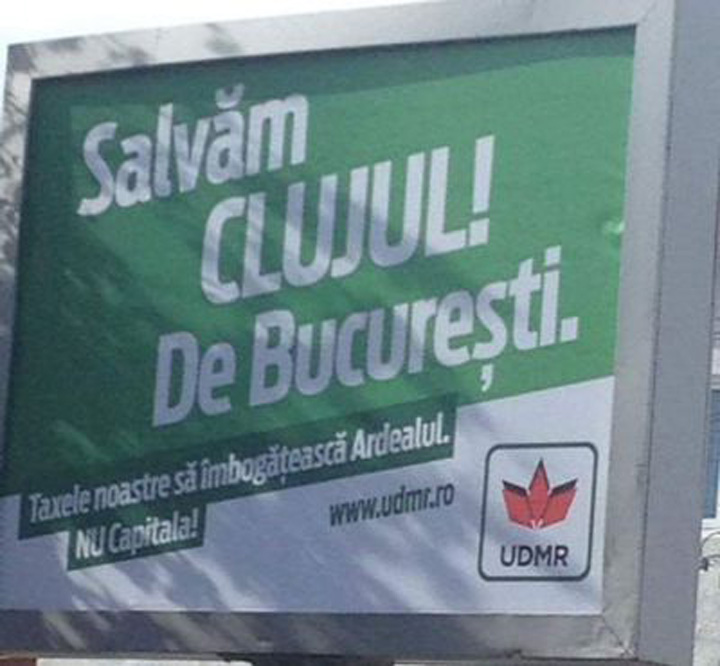 Salvăm
CLUJUL!
De București.
Taxele noastre să îmbogățească Ardealul.
NU Capitala!
www.udmr.ro
UDMR